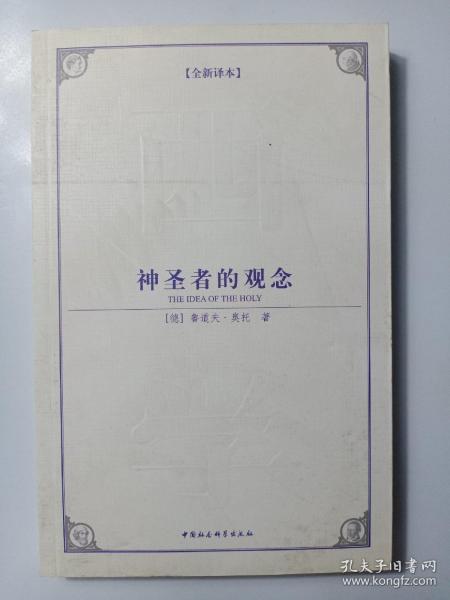 【全新译本】
神圣者的观念
THE IDEA OF THE HOLY
[德] 鲁道夫·奥托 著
中国社会科学出版社
孔夫子旧书网
www.kongfz.com